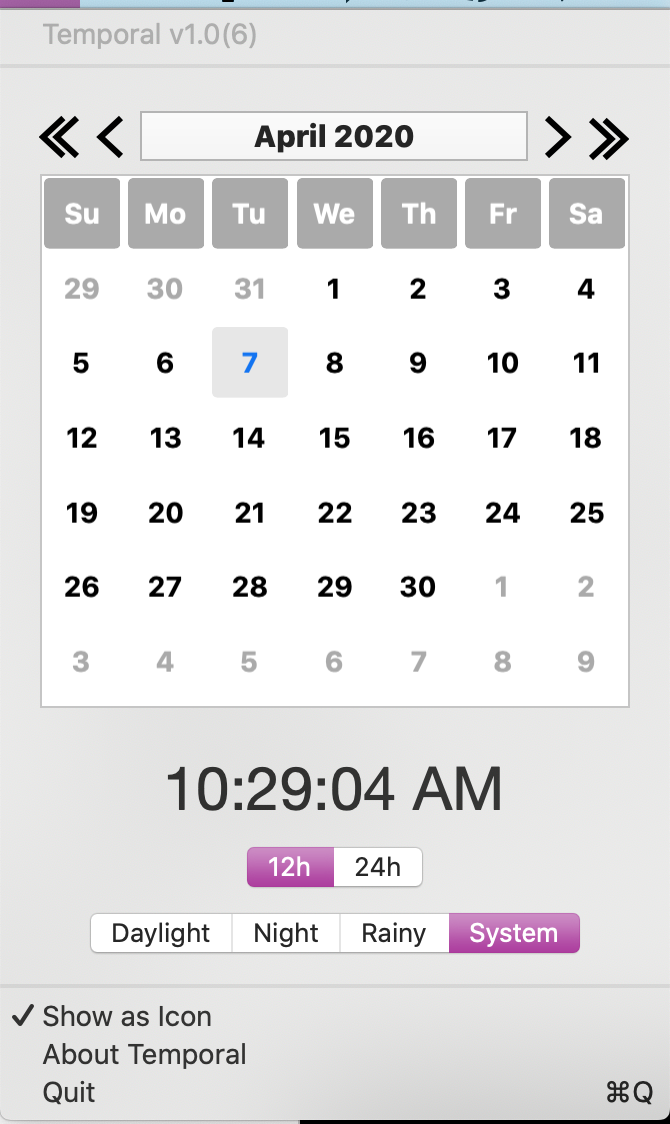 Temporal v1.0(6)
April 2020
Su Mo Tu We Th Fr Sa
29 30 31 1 2 3 4
5 6 7 8 9 10 11
12 13 14 15 16 17 18
19 20 21 22 23 24 25
26 27 28 29 30 1 2
3 4 5 6 7 8 9
10:29:04 AM
12h 24h
Daylight Night Rainy System
✓ Show as Icon
About Temporal
Quit ⌘Q